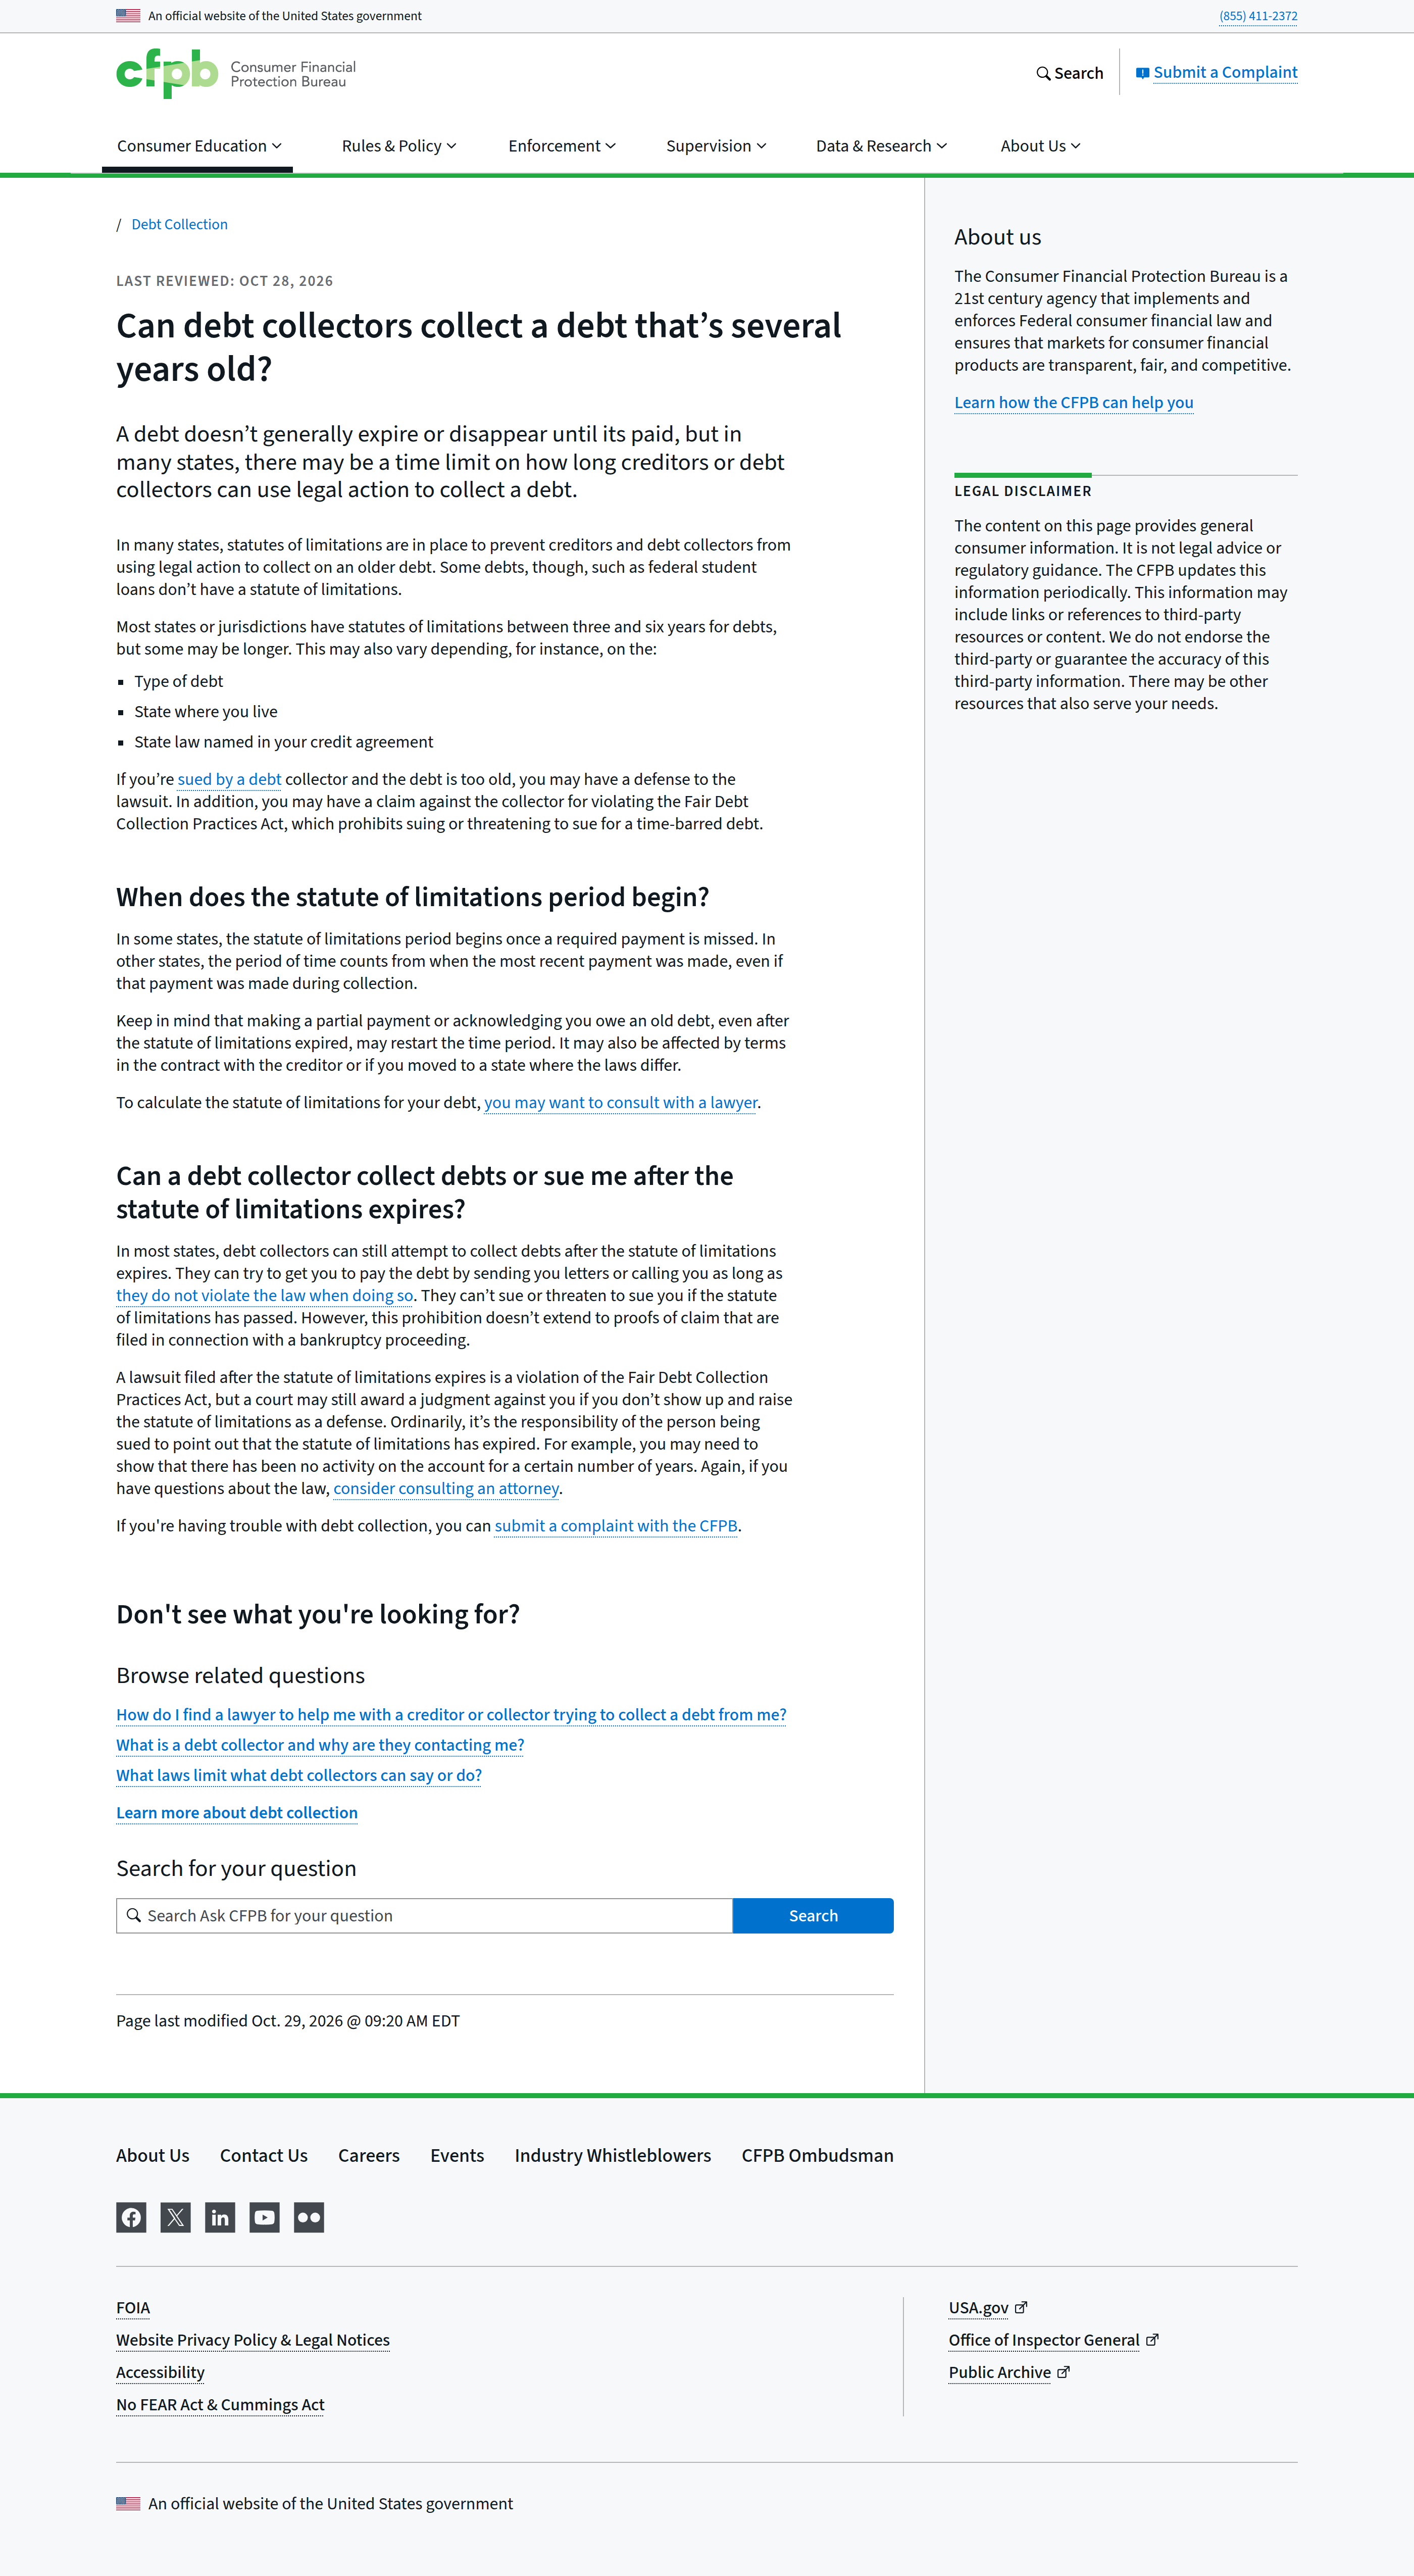 An official website of the United States government
(855) 411-2372
cfpb Consumer Financial
Protection Bureau
Search
Submit a Complaint
Consumer Education
Rules & Policy
Enforcement
Supervision
Data & Research
About Us
/ Debt Collection
LAST REVIEWED: OCT 28, 2026
Can debt collectors collect a debt that’s several
years old?
A debt doesn’t generally expire or disappear until its paid, but in
many states, there may be a time limit on how long creditors or debt
collectors can use legal action to collect a debt.
In many states, statutes of limitations are in place to prevent creditors and debt collectors from
using legal action to collect on an older debt. Some debts, though, such as federal student
loans don’t have a statute of limitations.
Most states or jurisdictions have statutes of limitations between three and six years for debts,
but some may be longer. This may also vary depending, for instance, on the:
Type of debt
State where you live
State law named in your credit agreement
If you’re sued by a debt collector and the debt is too old, you may have a defense to the
lawsuit. In addition, you may have a claim against the collector for violating the Fair Debt
Collection Practices Act, which prohibits suing or threatening to sue for a time-barred debt.
When does the statute of limitations period begin?
In some states, the statute of limitations period begins once a required payment is missed. In
other states, the period of time counts from when the most recent payment was made, even if
that payment was made during collection.
Keep in mind that making a partial payment or acknowledging you owe an old debt, even after
the statute of limitations expired, may restart the time period. It may also be affected by terms
in the contract with the creditor or if you moved to a state where the laws differ.
To calculate the statute of limitations for your debt, you may want to consult with a lawyer.
Can a debt collector collect debts or sue me after the
statute of limitations expires?
In most states, debt collectors can still attempt to collect debts after the statute of limitations
expires. They can try to get you to pay the debt by sending you letters or calling you as long as
they do not violate the law when doing so. They can’t sue or threaten to sue you if the statute
of limitations has passed. However, this prohibition doesn’t extend to proofs of claim that are
filed in connection with a bankruptcy proceeding.
A lawsuit filed after the statute of limitations expires is a violation of the Fair Debt Collection
Practices Act, but a court may still award a judgment against you if you don’t show up and raise
the statute of limitations as a defense. Ordinarily, it’s the responsibility of the person being
sued to point out that the statute of limitations has expired. For example, you may need to
show that there has been no activity on the account for a certain number of years. Again, if you
have questions about the law, consider consulting an attorney.
If you're having trouble with debt collection, you can submit a complaint with the CFPB.
Don't see what you're looking for?
Browse related questions
How do I find a lawyer to help me with a creditor or collector trying to collect a debt from me?
What is a debt collector and why are they contacting me?
What laws limit what debt collectors can say or do?
Learn more about debt collection
Search for your question
Search Ask CFPB for your question
Search
Page last modified Oct. 29, 2026 @ 09:20 AM EDT
About us
The Consumer Financial Protection Bureau is a
21st century agency that implements and
enforces Federal consumer financial law and
ensures that markets for consumer financial
products are transparent, fair, and competitive.
Learn how the CFPB can help you
LEGAL DISCLAIMER
The content on this page provides general
consumer information. It is not legal advice or
regulatory guidance. The CFPB updates this
information periodically. This information may
include links or references to third-party
resources or content. We do not endorse the
third-party or guarantee the accuracy of this
third-party information. There may be other
resources that also serve your needs.
About Us
Contact Us
Careers
Events
Industry Whistleblowers
CFPB Ombudsman
FOIA
Website Privacy Policy & Legal Notices
Accessibility
No FEAR Act & Cummings Act
USA.gov
Office of Inspector General
Public Archive
An official website of the United States government